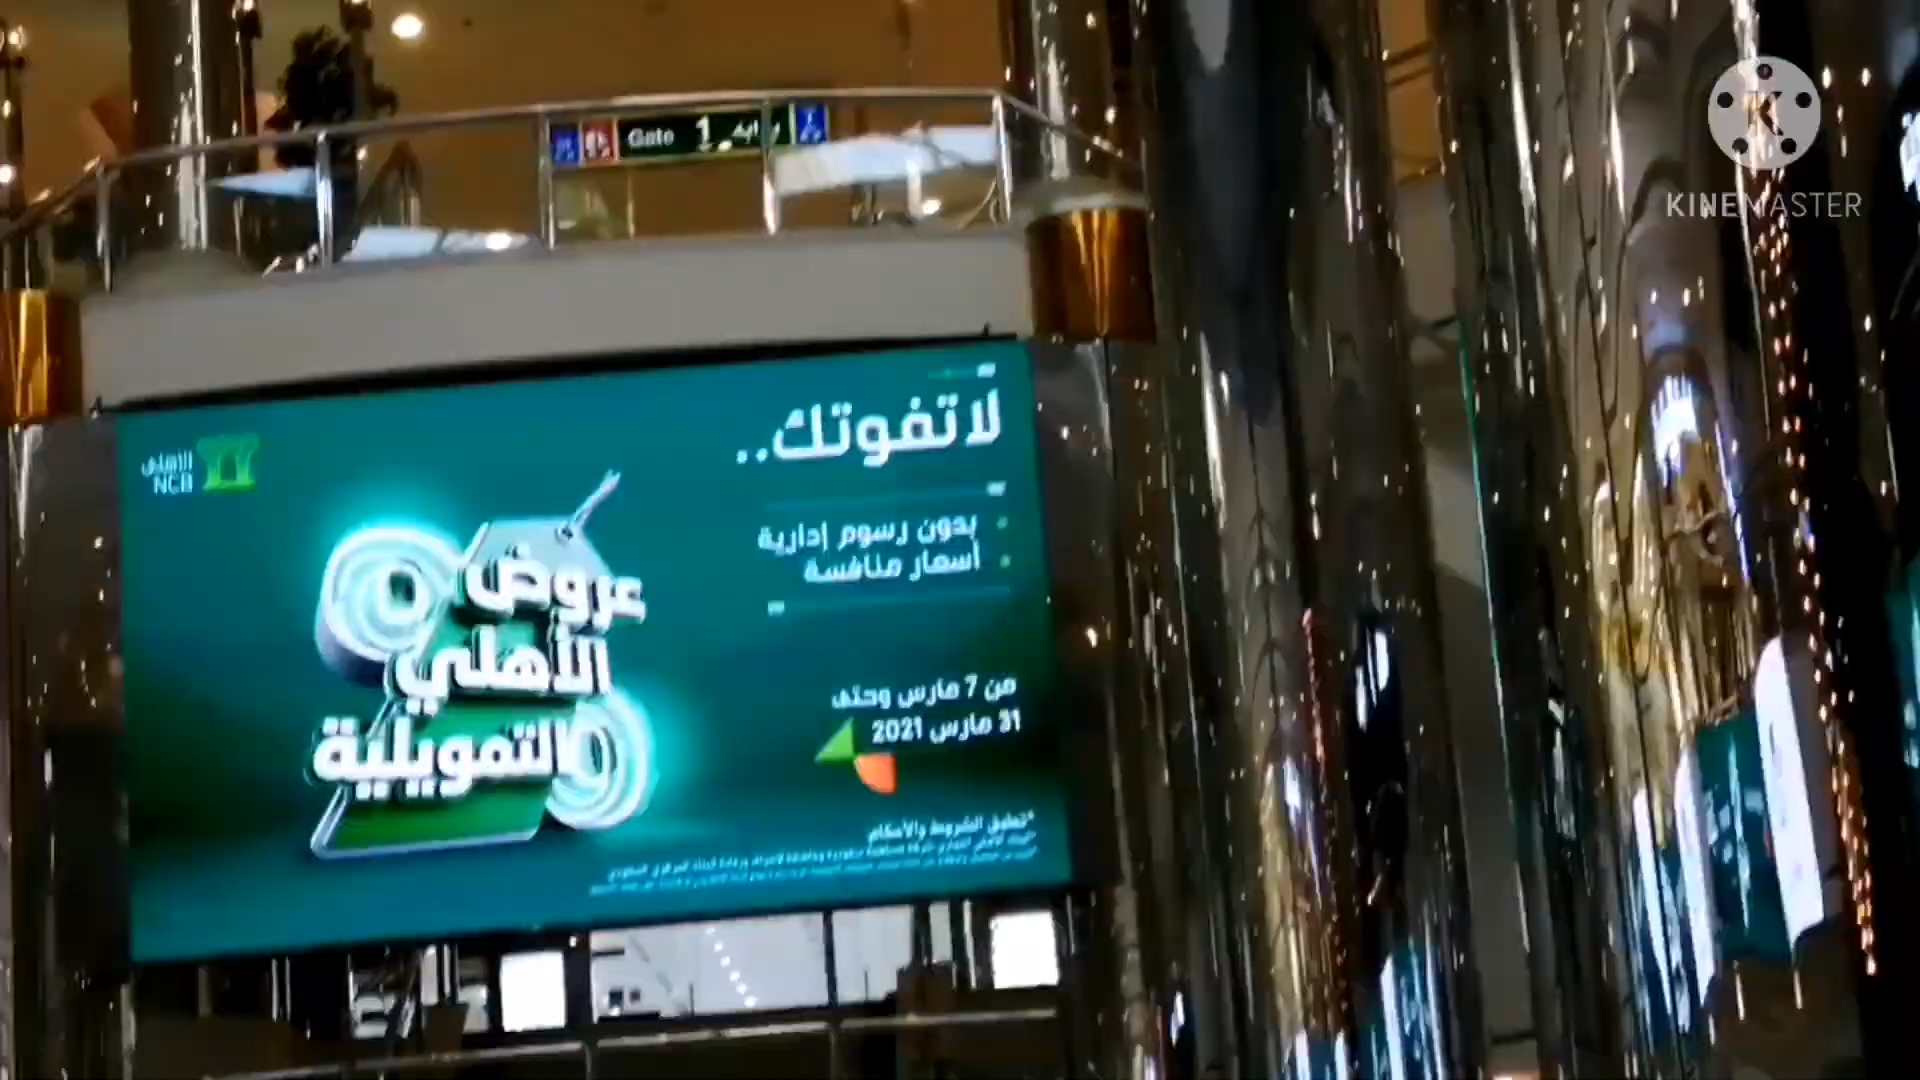 Gate 1 بوابة
KINEMASTER
لاتفوتك..
الأهلي
NCB
بدون رسوم إدارية
أسعار منافسة
عروض
الأهلي
التمويلية
من 7 مارس وحتى
31 مارس 2021
*تطبق الشروط والأحكام